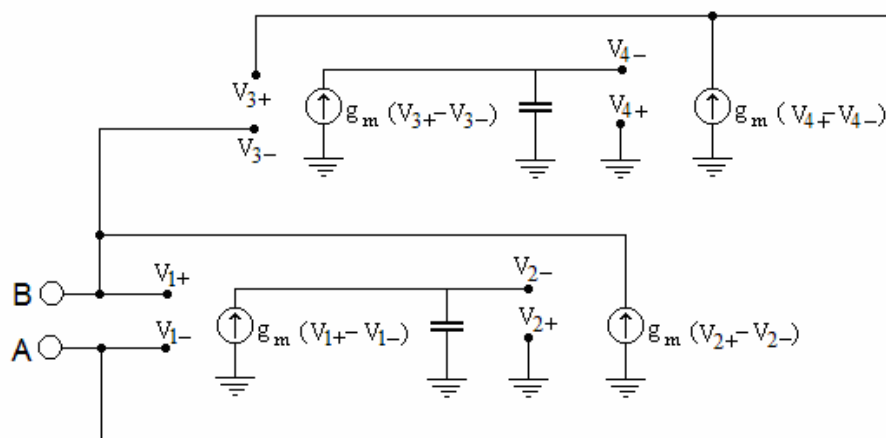 V4-
V3+
gm(V3+-V3-)
V4+
gm(V4+-V4-)
V3-
V1+
V2-
B
gm(V1+-V1-)
V2+
gm(V2+-V2-)
A
V1-